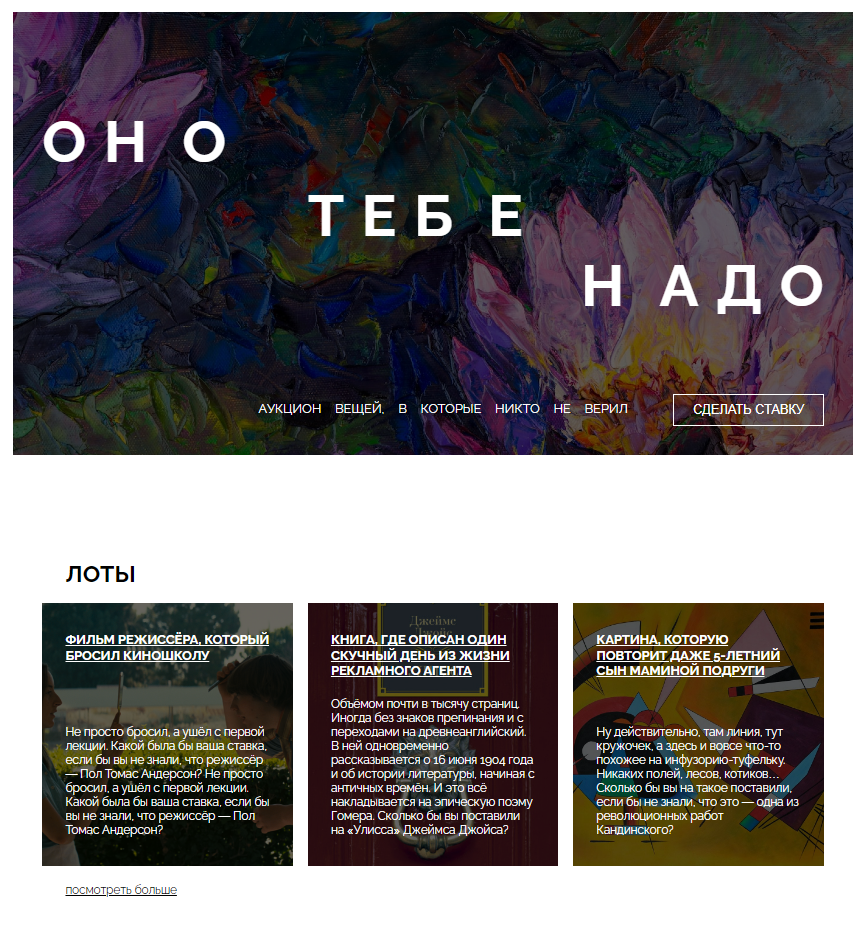 ОНО
ТЕБЕ
НАДО
АУКЦИОН ВЕЩЕЙ, В КОТОРЫЕ НИКТО НЕ ВЕРИЛ
СДЕЛАТЬ СТАВКУ
ЛОТЫ
ФИЛЬМ РЕЖИССЁРА, КОТОРЫЙ
БРОСИЛ КИНОШКОЛУ
Не просто бросил, а ушёл с первой
лекции. Какой была бы ваша ставка,
если бы вы не знали, что режиссёр
— Пол Томас Андерсон? Не просто
бросил, а ушёл с первой лекции.
Какой была бы ваша ставка, если бы
вы не знали, что режиссёр — Пол
Томас Андерсон?
Джеймс
КНИГА, ГДЕ ОПИСАН ОДИН
СКУЧНЫЙ ДЕНЬ ИЗ ЖИЗНИ
РЕКЛАМНОГО АГЕНТА
Объёмом почти в тысячу страниц.
Иногда без знаков препинания и с
переходами на древнеанглийский.
В ней одновременно
рассказывается о 16 июня 1904 года
и об истории литературы, начиная с
античных времён. И это всё
накладывается на эпическую поэму
Гомера. Сколько бы вы поставили
на «Улисса» Джеймса Джойса?
КАРТИНА, КОТОРУЮ
ПОВТОРИТ ДАЖЕ 5-ЛЕТНИЙ
СЫН МАМИНОЙ ПОДРУГИ
Ну действительно, там линия, тут
кружочек, а здесь и вовсе что-то
похожее на инфузорию-туфельку.
Никаких полей, лесов, котиков…
Сколько бы вы на такое поставили,
если бы не знали, что это — одна из
революционных работ
Кандинского?
посмотреть больше